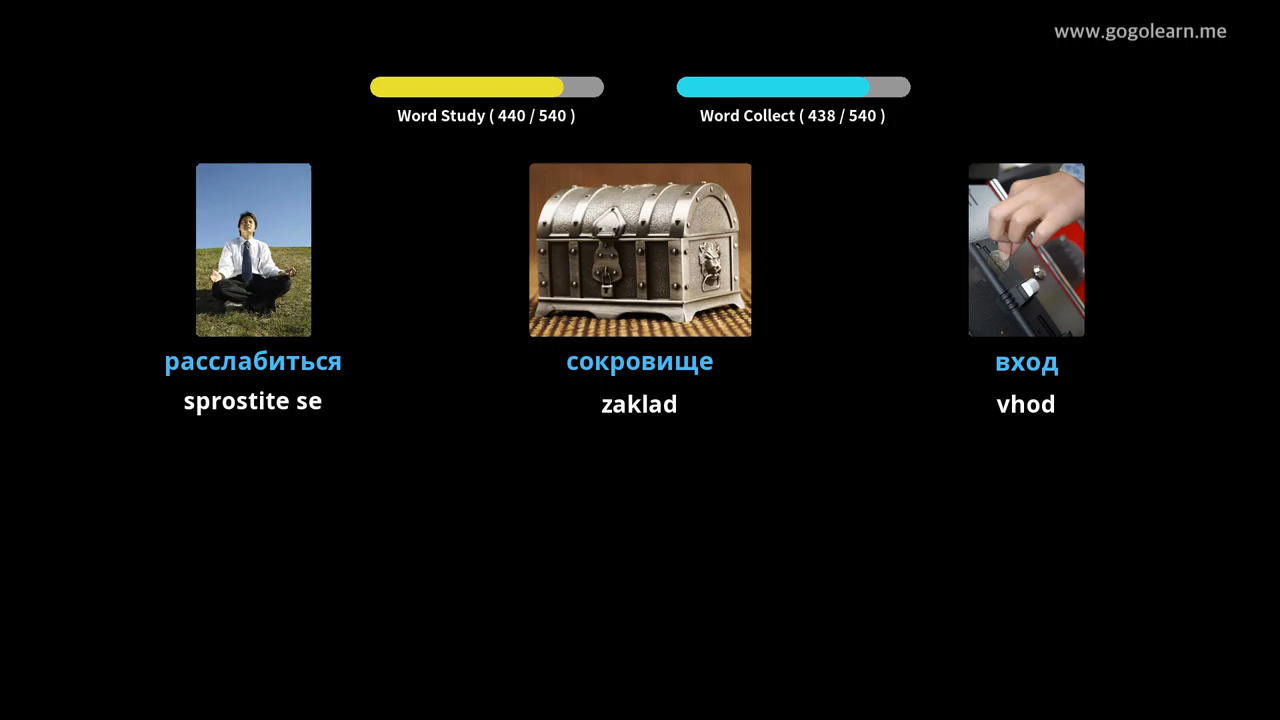 www.gogolearn.me
Word Study ( 440 / 540 )
Word Collect ( 438 / 540 )
расслабиться
сокровище
вход
sprostite se
zaklad
vhod